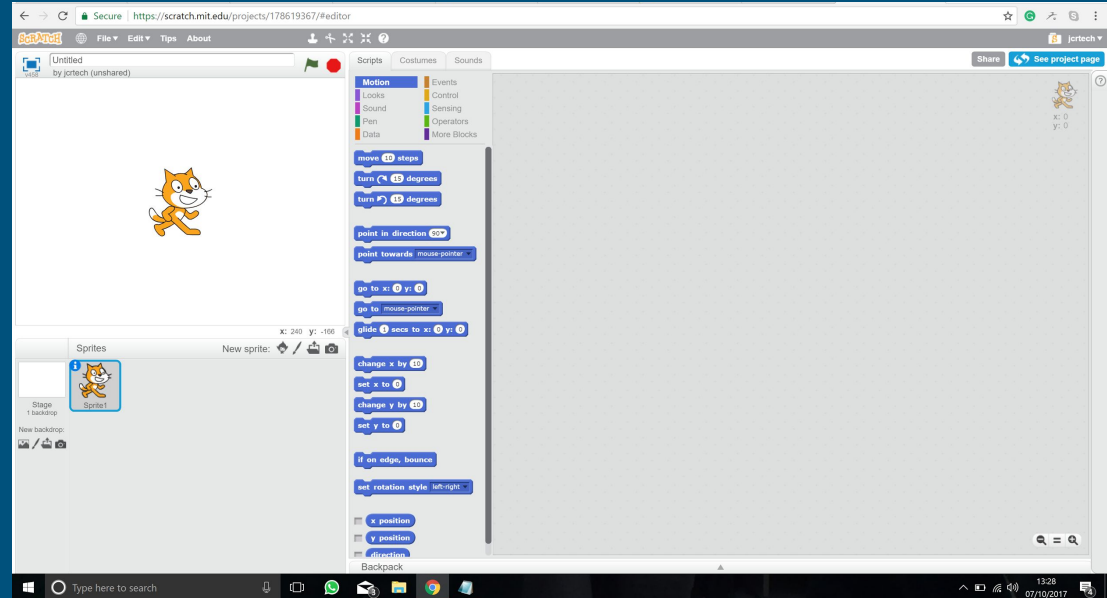 Secure https://scratch.mit.edu/projects/178619367/#editor
SCRATCH File Edit Tips About jcrtech
Untitled
by jcrtech (unshared)
v458
Scripts Costumes Sounds
Share See project page
Motion Events
Looks Control
Sound Sensing
Pen Operators
Data More Blocks
x: 0
y: 0
move 10 steps
turn 15 degrees
turn 15 degrees
point in direction 90
point towards mouse-pointer
go to x: 0 y: 0
go to mouse-pointer
glide 1 secs to x: 0 y: 0
change x by 10
set x to 0
change y by 10
set y to 0
if on edge, bounce
set rotation style left-right
x position
y position
direction
x: 240 y: -166
Sprites New sprite:
Stage
1 backdrop
Sprite1
New backdrop:
Backpack
Type here to search
13:28
07/10/2017